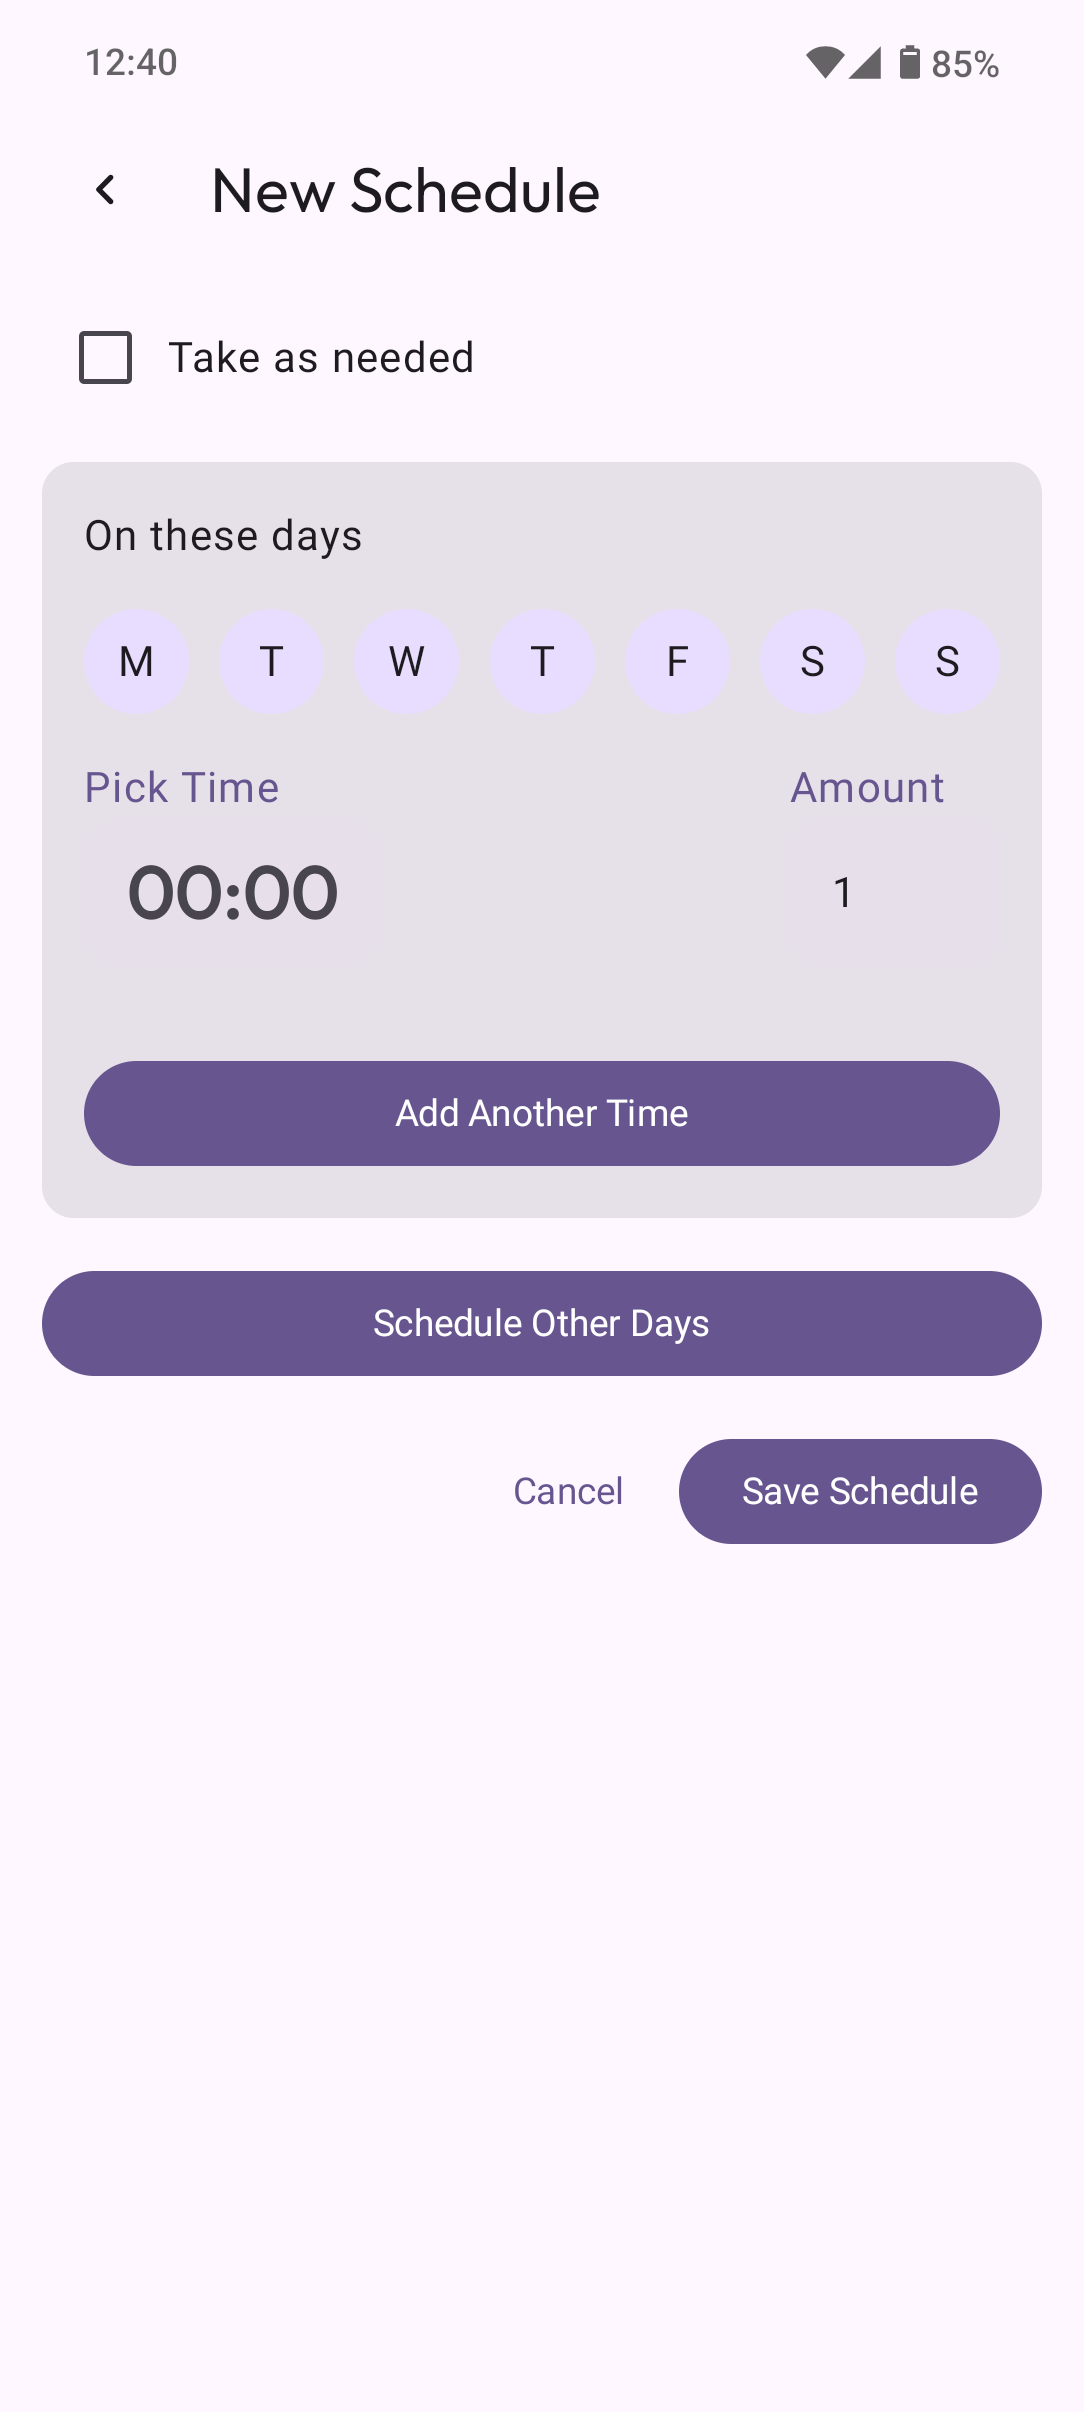 12:40
85%
New Schedule
Take as needed
On these days
M T W T F S S
Pick Time Amount
00:00 1
Add Another Time
Schedule Other Days
Cancel Save Schedule